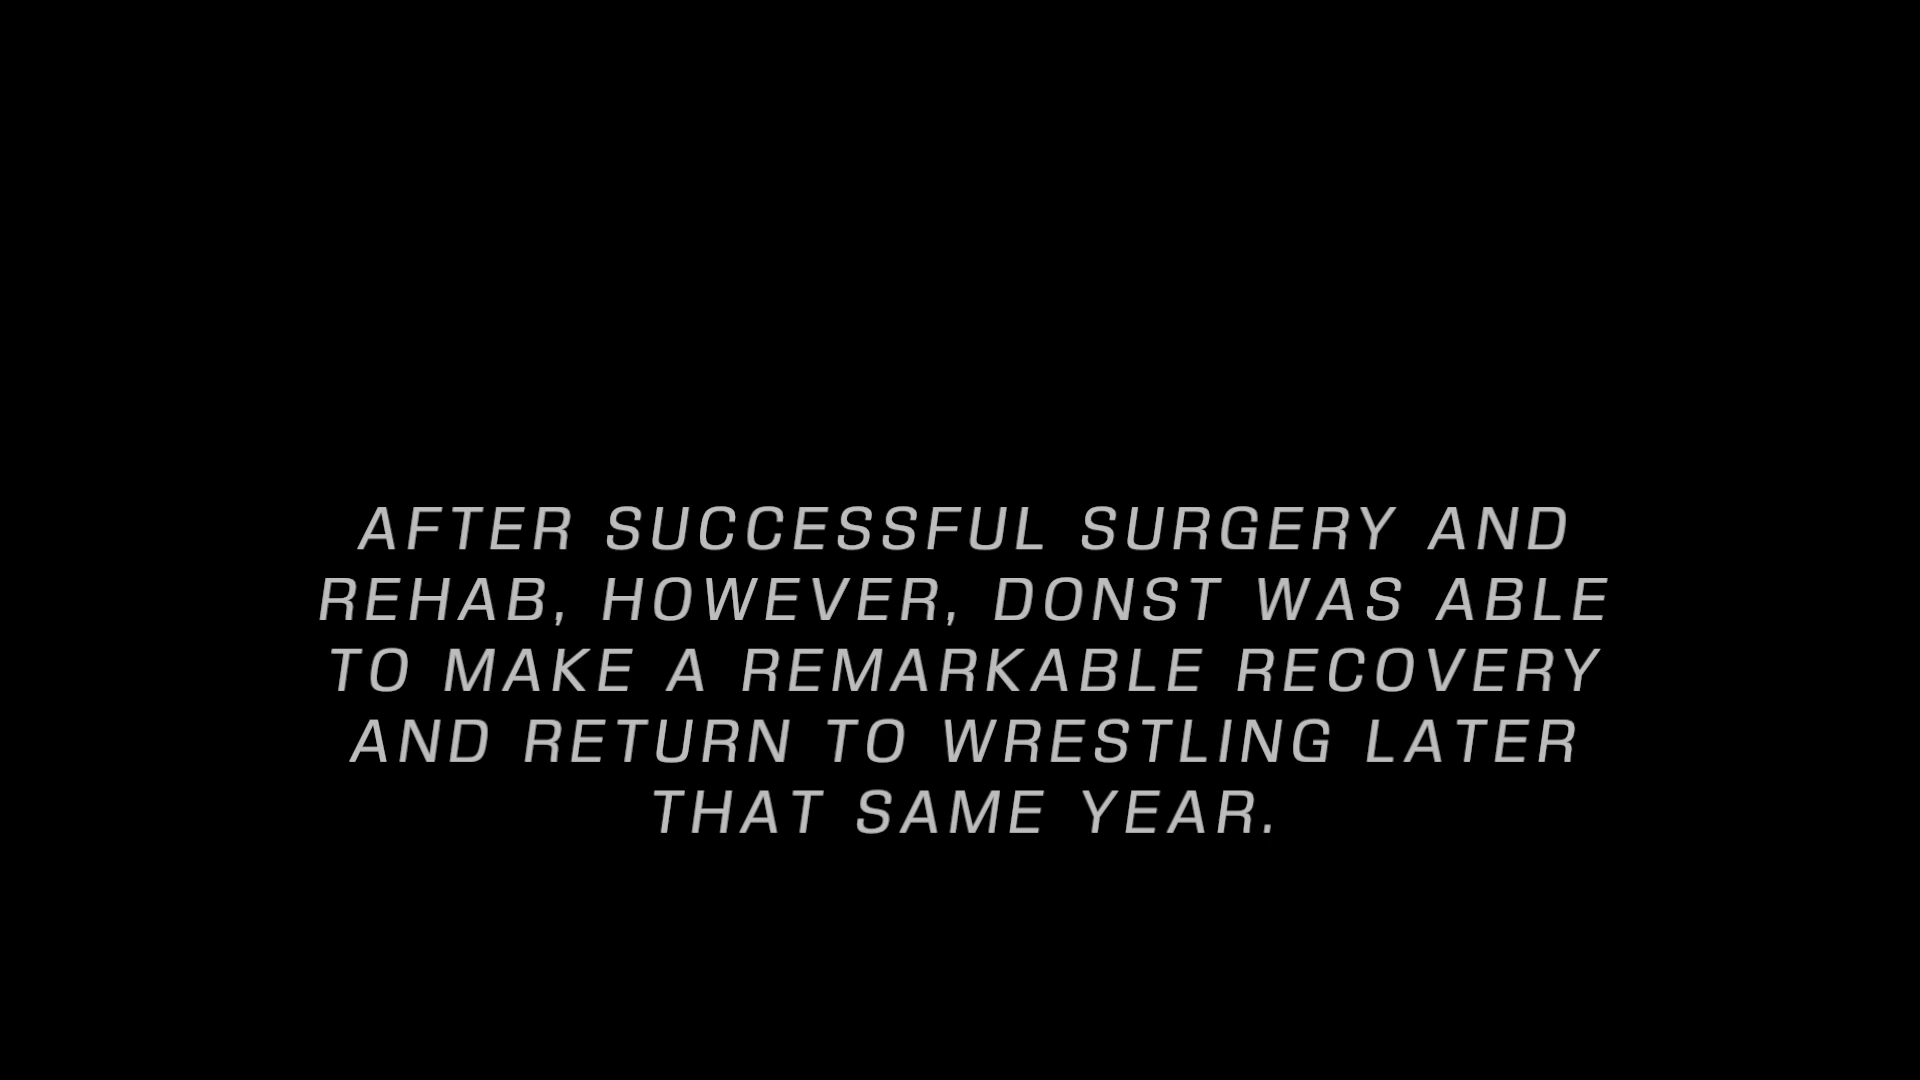 AFTER SUCCESSFUL SURGERY AND
REHAB, HOWEVER, DONST WAS ABLE
TO MAKE A REMARKABLE RECOVERY
AND RETURN TO WRESTLING LATER
THAT SAME YEAR.